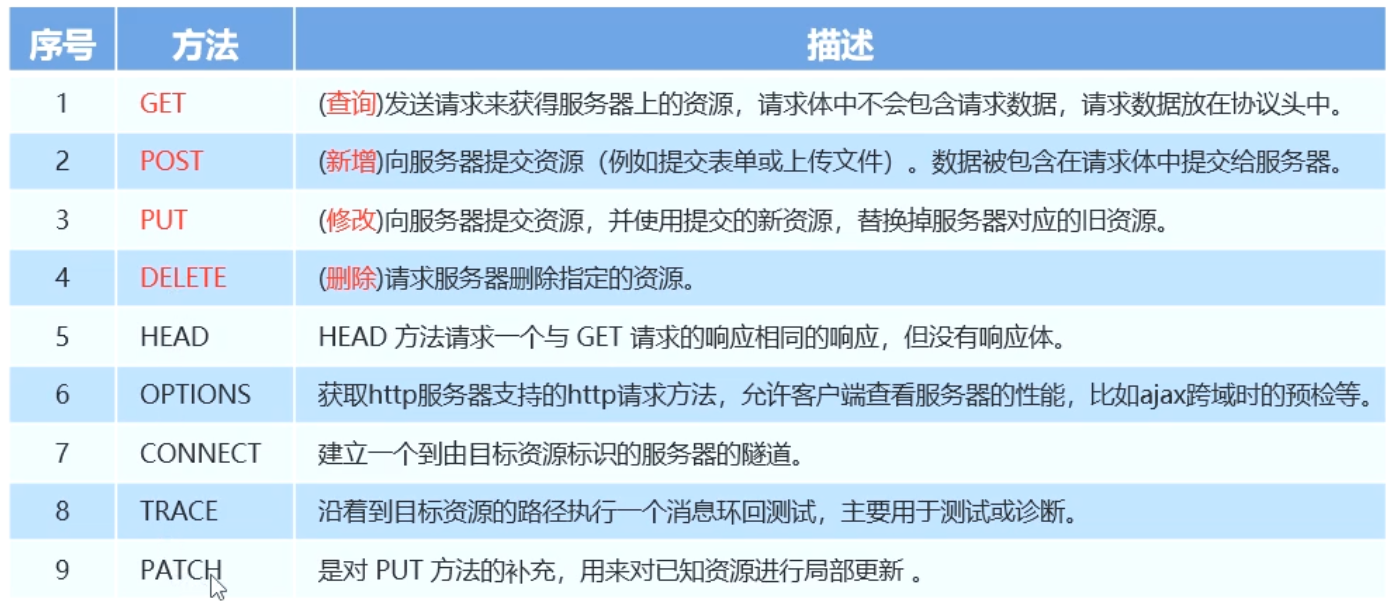 序号 方法 描述
1 GET (查询)发送请求来获得服务器上的资源，请求体中不会包含请求数据，请求数据放在协议头中。
2 POST (新增)向服务器提交资源（例如提交表单或上传文件）。数据被包含在请求体中提交给服务器。
3 PUT (修改)向服务器提交资源，并使用提交的新资源，替换掉服务器对应的旧资源。
4 DELETE (删除)请求服务器删除指定的资源。
5 HEAD HEAD 方法请求一个与 GET 请求的响应相同的响应，但没有响应体。
6 OPTIONS 获取http服务器支持的http请求方法，允许客户端查看服务器的性能，比如ajax跨域时的预检等。
7 CONNECT 建立一个到由目标资源标识的服务器的隧道。
8 TRACE 沿着到目标资源的路径执行一个消息环回测试，主要用于测试或诊断。
9 PATCH 是对 PUT 方法的补充，用来对已知资源进行局部更新 。